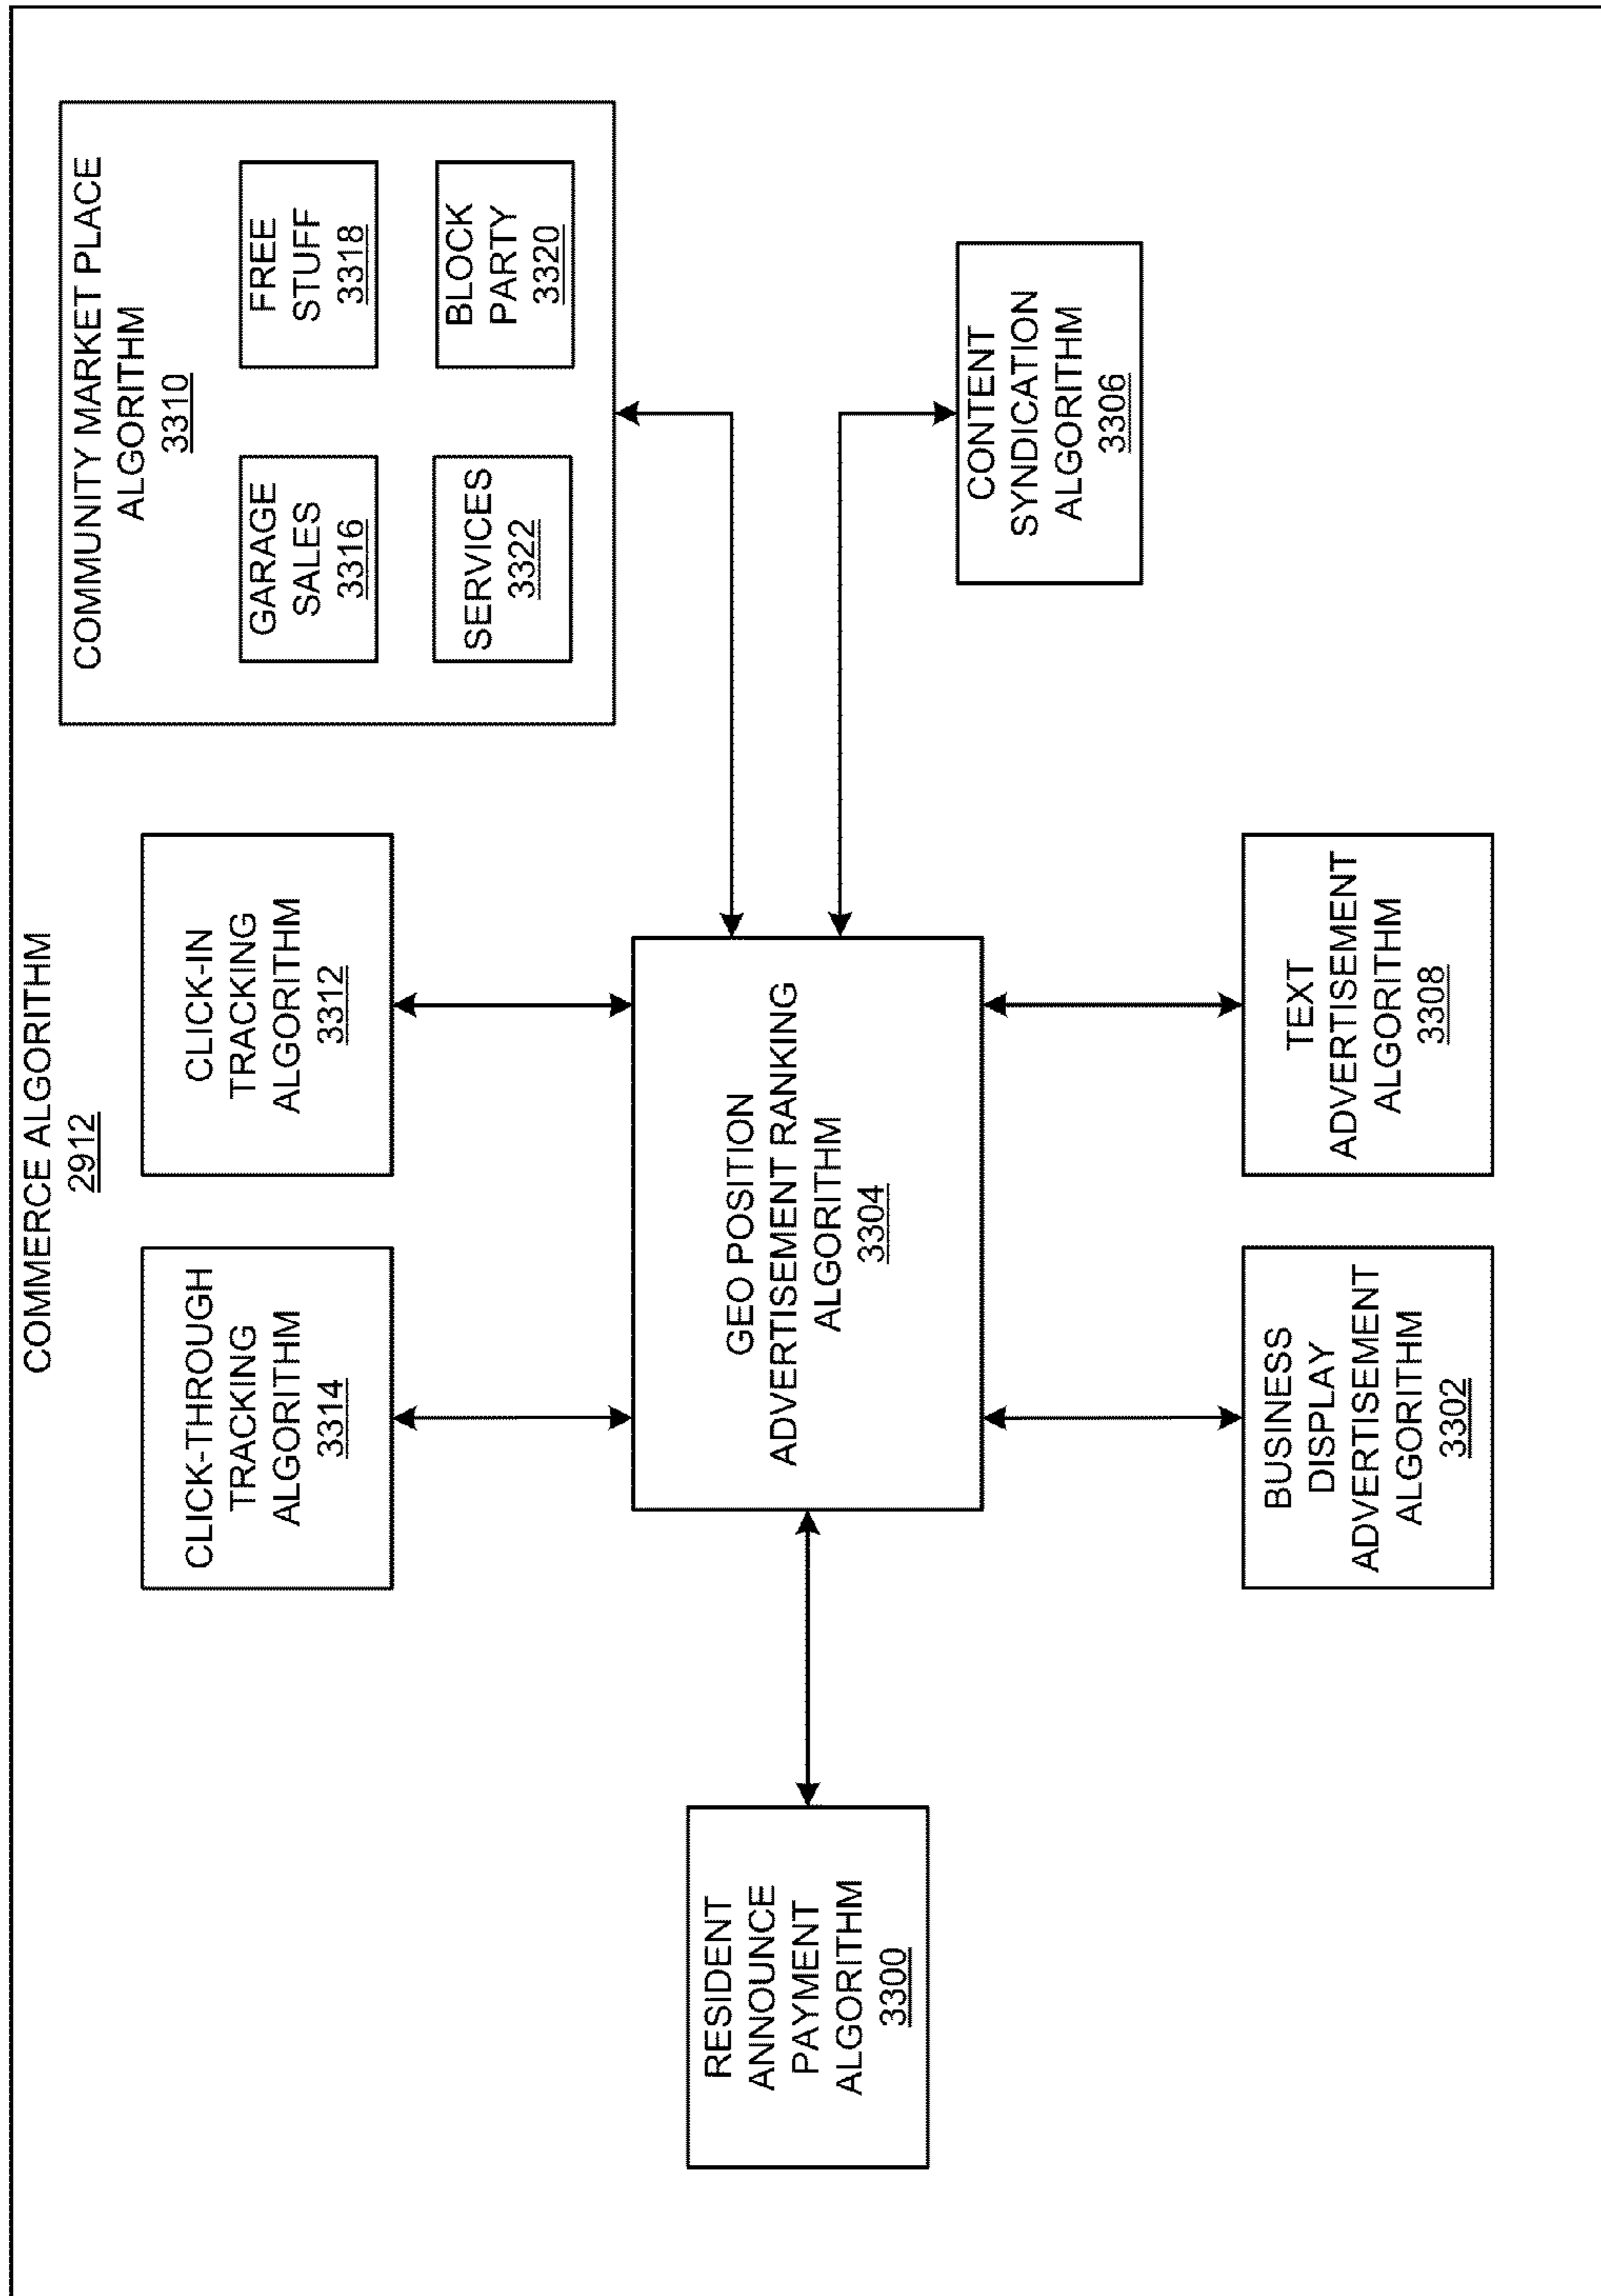 COMMERCE ALGORITHM
2912
CLICK-THROUGH
TRACKING
ALGORITHM
3314
CLICK-IN
TRACKING
ALGORITHM
3312
COMMUNITY MARKET PLACE
ALGORITHM
3310
GARAGE
SALES
3316
FREE
STUFF
3318
SERVICES
3322
BLOCK
PARTY
3320
RESIDENT
ANNOUNCE
PAYMENT
ALGORITHM
3300
GEO POSITION
ADVERTISEMENT RANKING
ALGORITHM
3304
CONTENT
SYNDICATION
ALGORITHM
3306
BUSINESS
DISPLAY
ADVERTISEMENT
ALGORITHM
3302
TEXT
ADVERTISEMENT
ALGORITHM
3308